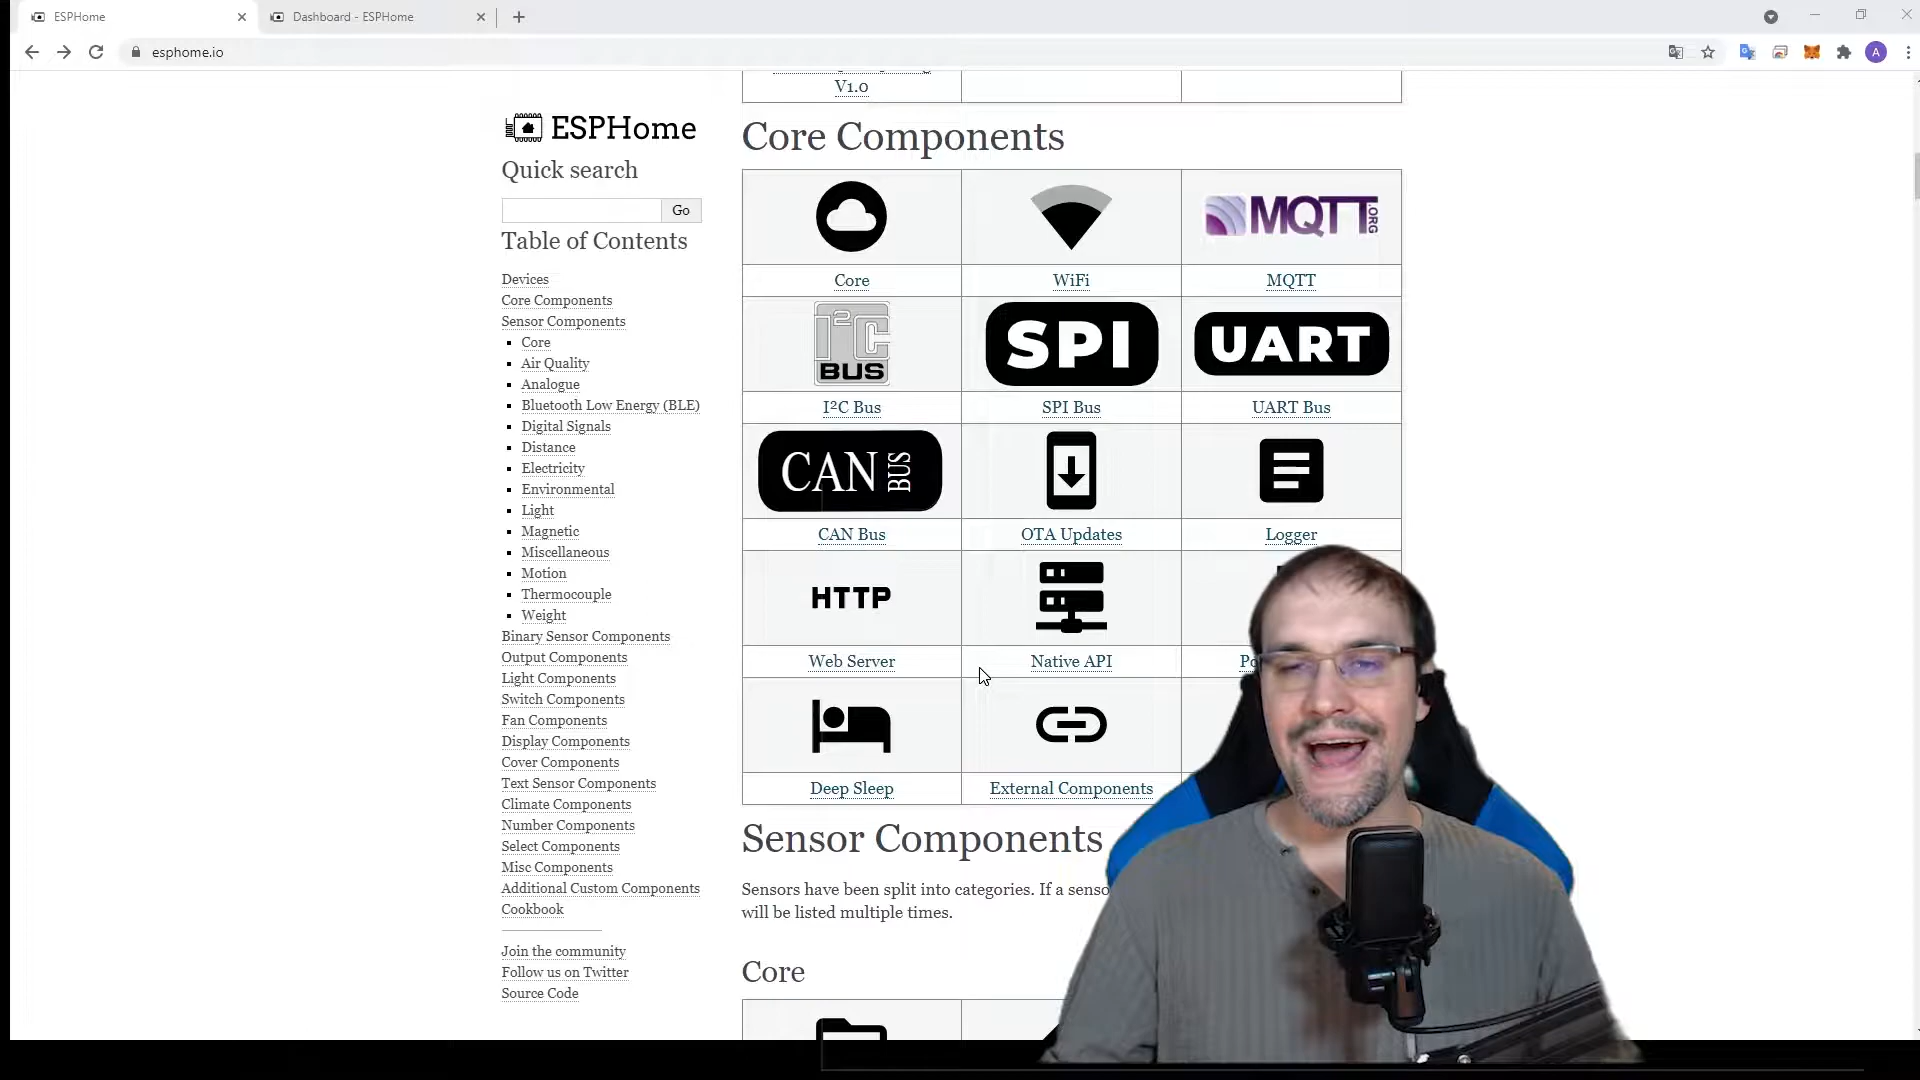 ESPHome
Dashboard - ESPHome
esphome.io
A
ESPHome
Quick search
Go
Table of Contents
Devices
Core Components
Sensor Components
Core
Air Quality
Analogue
Bluetooth Low Energy (BLE)
Digital Signals
Distance
Electricity
Environmental
Light
Magnetic
Miscellaneous
Motion
Thermocouple
Weight
Binary Sensor Components
Output Components
Light Components
Switch Components
Fan Components
Display Components
Cover Components
Text Sensor Components
Climate Components
Number Components
Select Components
Misc Components
Additional Custom Components
Cookbook
Join the community
Follow us on Twitter
Source Code
V1.0
Core Components
MQTT.ORG
Core
WiFi
MQTT
I²C BUS
SPI
UART
I²C Bus
SPI Bus
UART Bus
CAN BUS
CAN Bus
OTA Updates
Logger
HTTP
Web Server
Native API
Deep Sleep
External Components
Sensor Components
Sensors have been split into categories. If a
will be listed multiple times.
Core